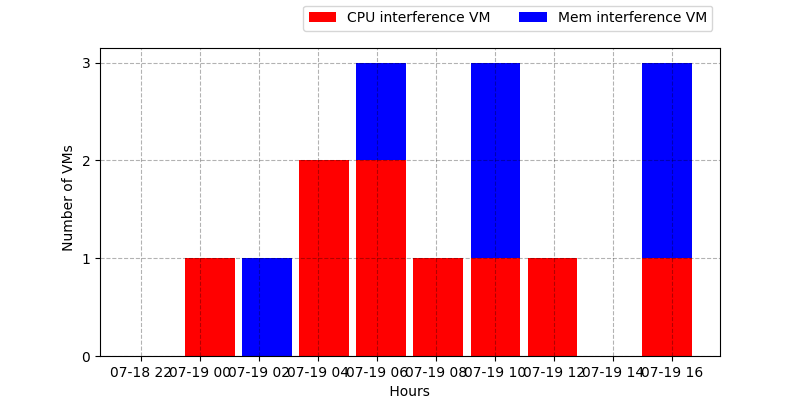 CPU interference VM Mem interference VM
3
2
1
0
Number of VMs
07-18 22 07-19 00 07-19 02 07-19 04 07-19 06 07-19 08 07-19 10 07-19 12 07-19 14 07-19 16
Hours